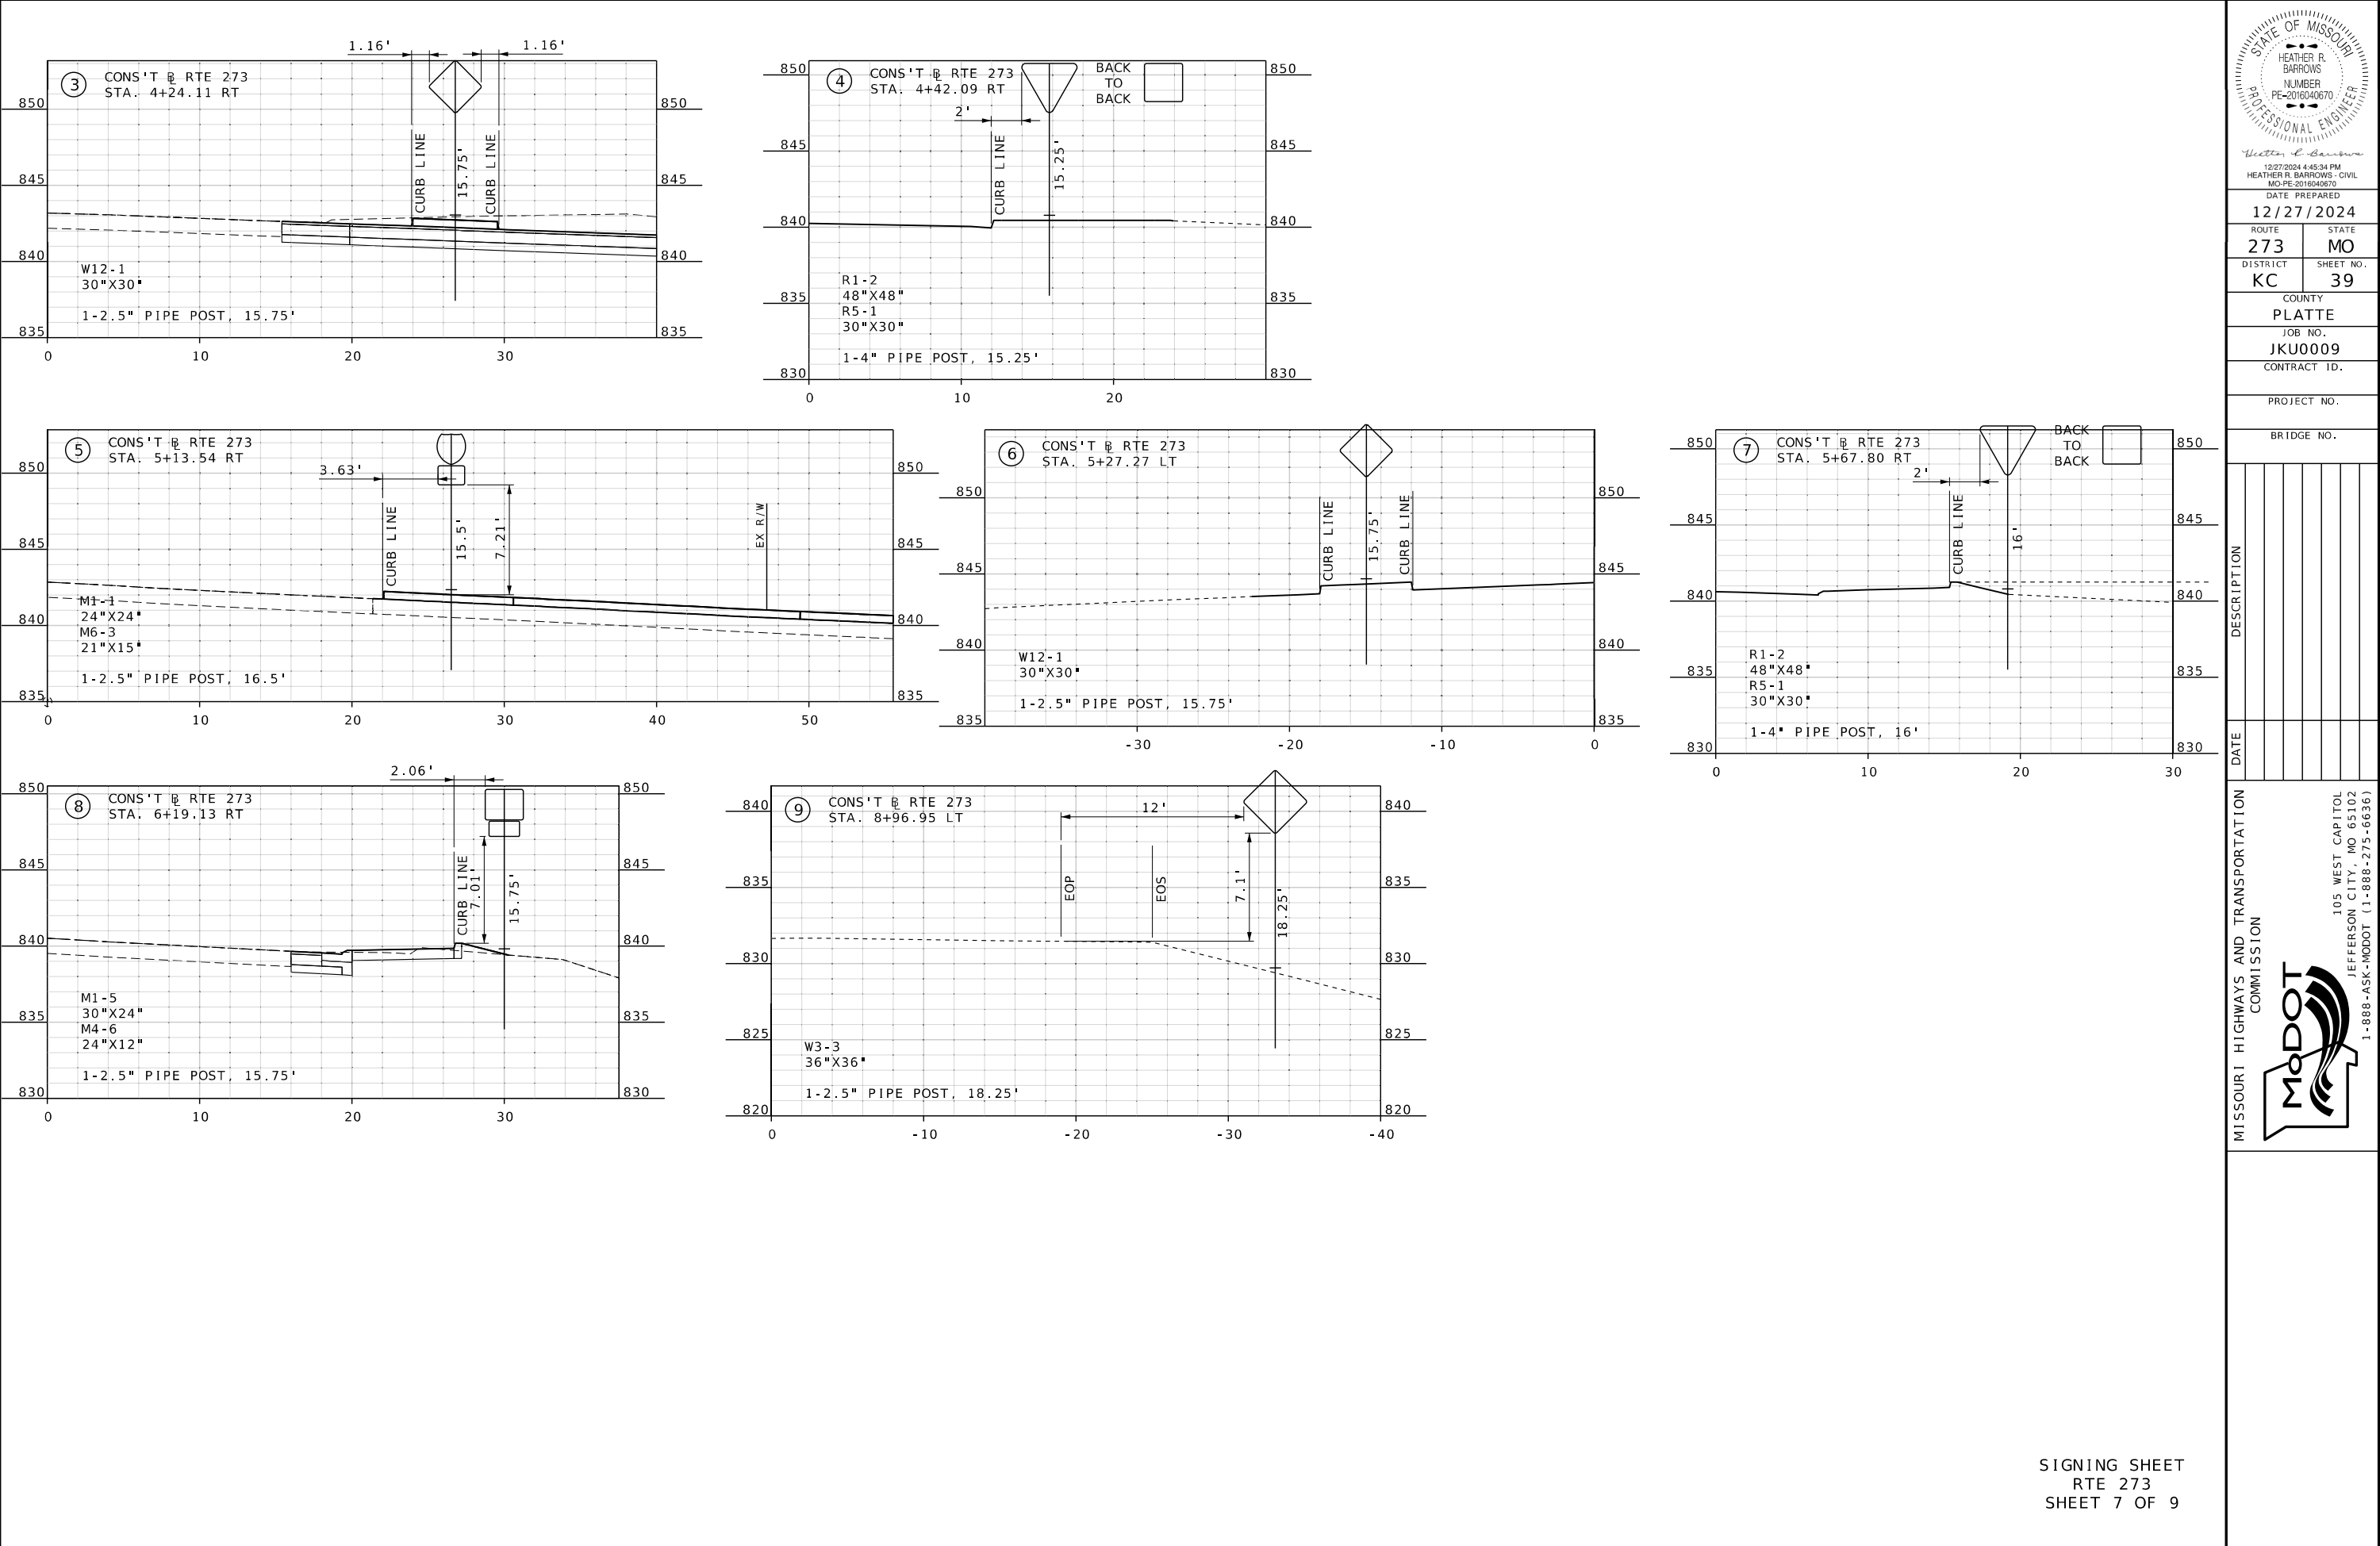 1.16'
1.16'
3
CONS'T BL RTE 273
STA. 4+24.11 RT
850
850
845
845
840
840
835
835
CURB LINE
15.75'
CURB LINE
W12-1
30"X30"
1-2.5" PIPE POST, 15.75'
0
10
20
30
4
CONS'T BL RTE 273
STA. 4+42.09 RT
BACK
TO
BACK
2'
850
850
845
845
840
840
835
835
830
830
CURB LINE
15.25'
R1-2
48"X48"
R5-1
30"X30"
1-4" PIPE POST, 15.25'
0
10
20
5
CONS'T BL RTE 273
STA. 5+13.54 RT
3.63'
850
850
845
845
840
840
835
835
CURB LINE
15.5'
7.21'
EX R/W
M1-1
24"X24"
M6-3
21"X15"
1-2.5" PIPE POST, 16.5'
0
10
20
30
40
50
6
CONS'T BL RTE 273
STA. 5+27.27 LT
850
850
845
845
840
840
835
835
CURB LINE
15.75'
CURB LINE
W12-1
30"X30"
1-2.5" PIPE POST, 15.75'
-30
-20
-10
0
7
CONS'T BL RTE 273
STA. 5+67.80 RT
BACK
TO
BACK
2'
850
850
845
845
840
840
835
835
830
830
CURB LINE
16'
R1-2
48"X48"
R5-1
30"X30"
1-4" PIPE POST, 16'
0
10
20
30
2.06'
8
CONS'T BL RTE 273
STA. 6+19.13 RT
850
850
845
845
840
840
835
835
830
830
CURB LINE
7.01'
15.75'
M1-5
30"X24"
M4-6
24"X12"
1-2.5" PIPE POST, 15.75'
0
10
20
30
9
CONS'T BL RTE 273
STA. 8+96.95 LT
12'
840
840
835
835
830
830
825
825
820
820
EOP
EOS
7.1'
18.25'
W3-3
36"X36"
1-2.5" PIPE POST, 18.25'
0
-10
-20
-30
-40
STATE OF MISSOURI
HEATHER R.
BARROWS
NUMBER
PE-2016040670
PROFESSIONAL ENGINEER
Heather R Barrows
12/27/2024 4:45:34 PM
HEATHER R. BARROWS - CIVIL
MO-PE-2016040670
DATE PREPARED
12/27/2024
ROUTE
STATE
273
MO
DISTRICT
SHEET NO.
KC
39
COUNTY
PLATTE
JOB NO.
JKU0009
CONTRACT ID.
PROJECT NO.
BRIDGE NO.
DESCRIPTION
DATE
MISSOURI HIGHWAYS AND TRANSPORTATION
COMMISSION
MoDOT
105 WEST CAPITOL
JEFFERSON CITY, MO 65102
1-888-ASK-MODOT (1-888-275-6636)
SIGNING SHEET
RTE 273
SHEET 7 OF 9